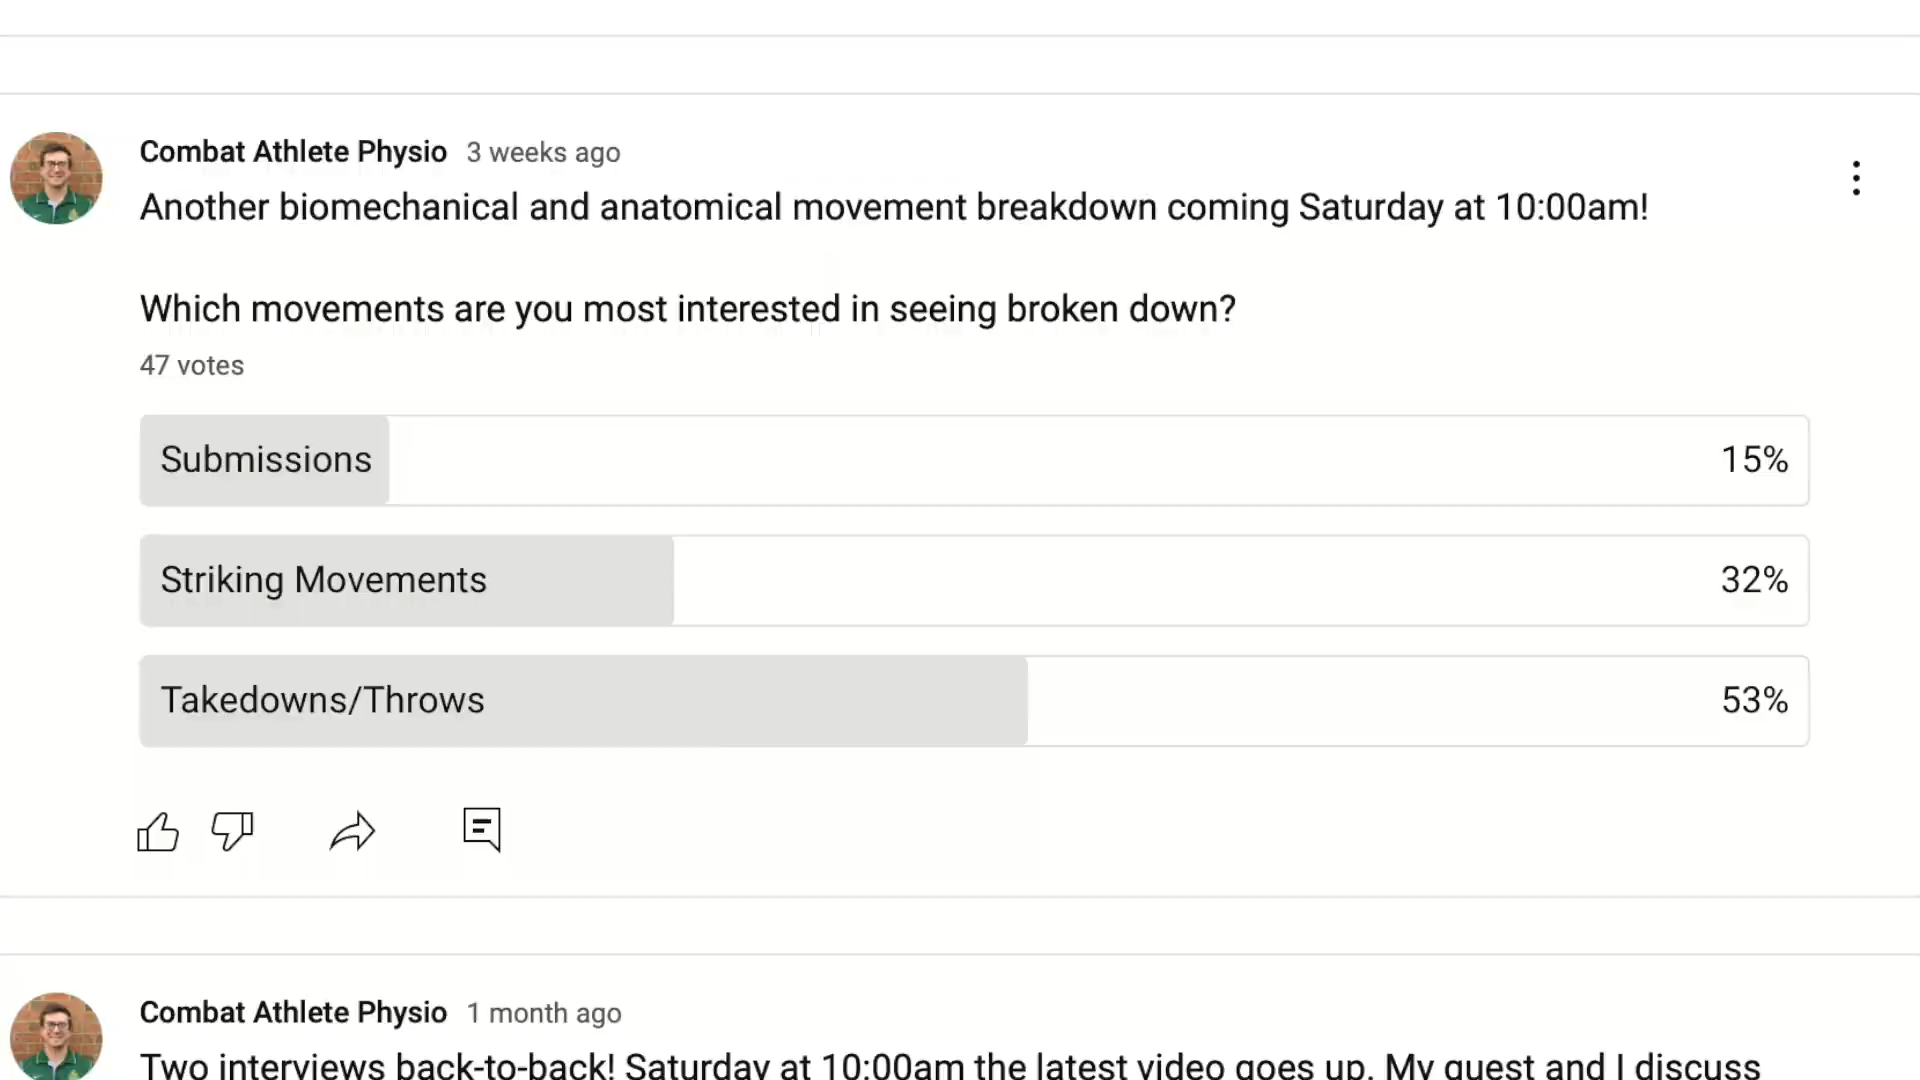 Combat Athlete Physio 3 weeks ago
Another biomechanical and anatomical movement breakdown coming Saturday at 10:00am!
Which movements are you most interested in seeing broken down?
47 votes
Submissions 15%
Striking Movements 32%
Takedowns/Throws 53%
Combat Athlete Physio 1 month ago
Two interviews back-to-back! Saturday at 10:00am the latest video goes up. My guest and I discuss